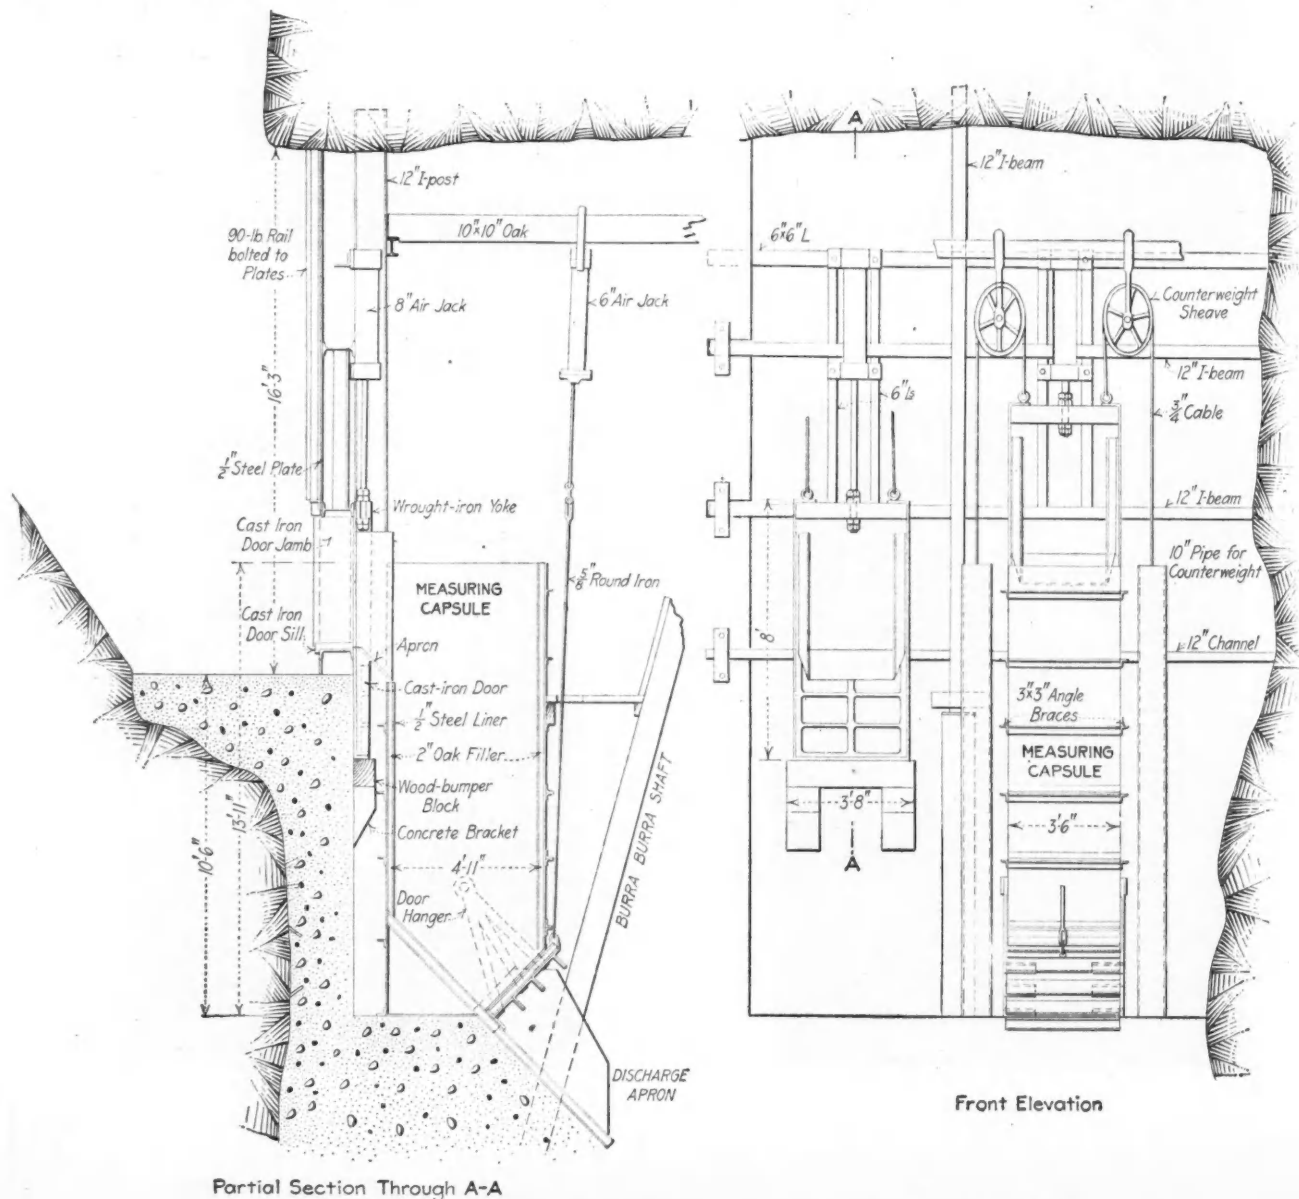 12" I-post
90-lb Rail
bolted to
Plates
10"x10" Oak
8" Air Jack
6" Air Jack
16'-3"
1/2" Steel Plate
Wrought-iron Yoke
Cast Iron
Door Jamb
MEASURING
CAPSULE
5/8" Round Iron
Cast Iron
Door Sill
Apron
Cast-iron Door
1/2" Steel Liner
2" Oak Filler
Wood-bumper
Block
Concrete Bracket
10'-6"
13'-11"
4'-11"
Door
Hanger
BURRA BURRA SHAFT
DISCHARGE
APRON
Partial Section Through A-A
A
12" I-beam
6"x6" L
Counterweight
Sheave
12" I-beam
6" Ls
3/4" Cable
12" I-beam
10" Pipe for
Counterweight
8'
12" Channel
3"x3" Angle
Braces
MEASURING
CAPSULE
3'-8"
3'-6"
A
Front Elevation